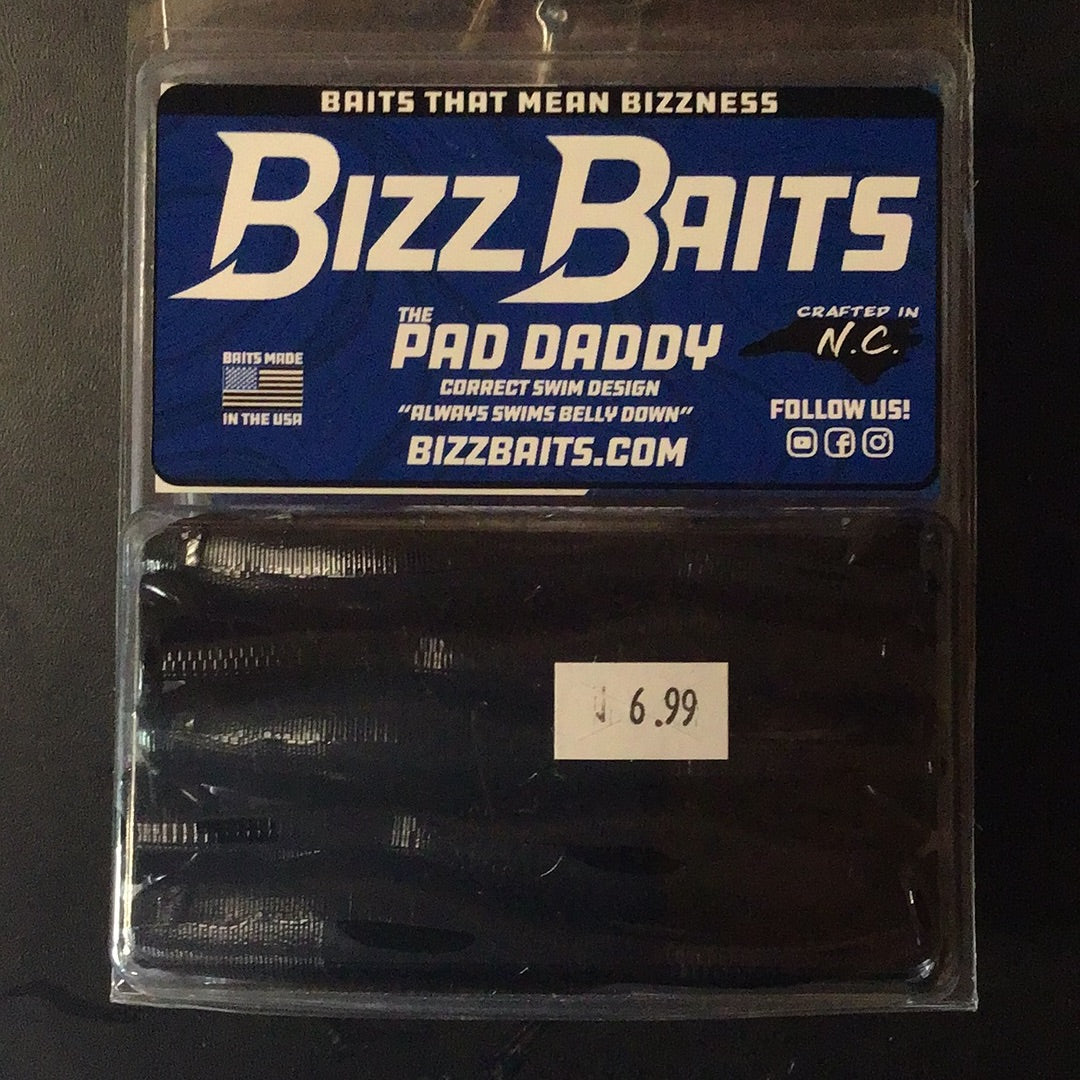 BAITS THAT MEAN BIZZNESS
BIZZ BAITS
THE
PAD DADDY
CORRECT SWIM DESIGN
"ALWAYS SWIMS BELLY DOWN"
BIZZBAITS.COM
BAITS MADE
IN THE USA
CRAFTED IN
N.C.
FOLLOW US!
6.99